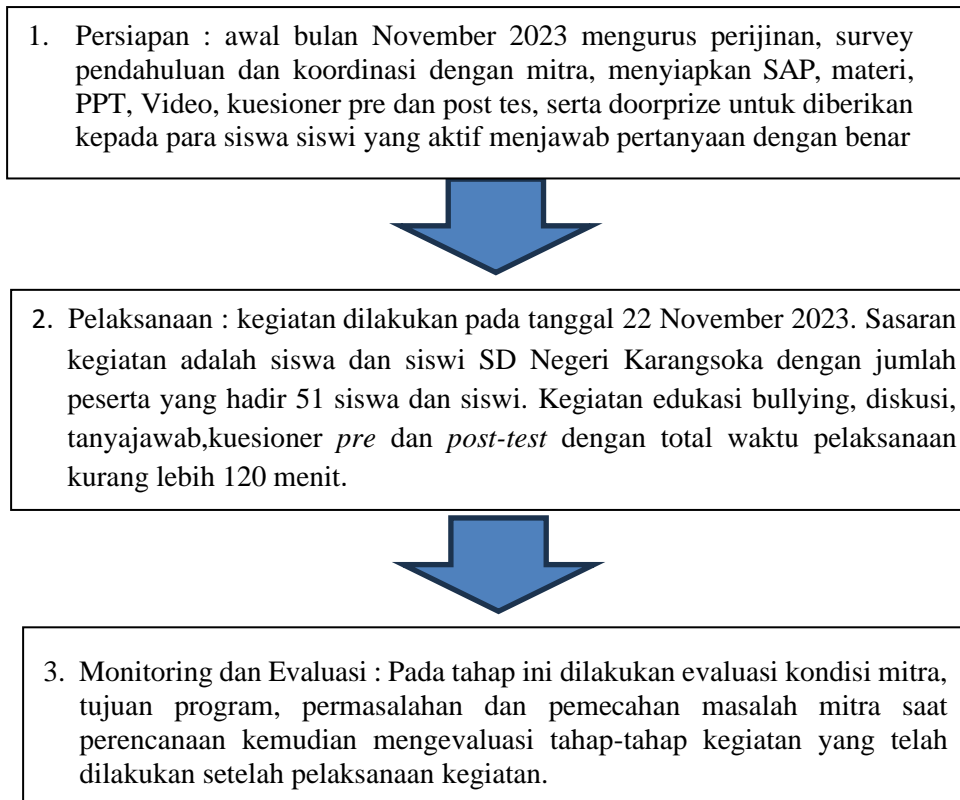 1. Persiapan : awal bulan November 2023 mengurus perijinan, survey
pendahuluan dan koordinasi dengan mitra, menyiapkan SAP, materi,
PPT, Video, kuesioner pre dan post tes, serta doorprize untuk diberikan
kepada para siswa siswi yang aktif menjawab pertanyaan dengan benar
2. Pelaksanaan : kegiatan dilakukan pada tanggal 22 November 2023. Sasaran
kegiatan adalah siswa dan siswi SD Negeri Karangsoka dengan jumlah
peserta yang hadir 51 siswa dan siswi. Kegiatan edukasi bullying, diskusi,
tanyajawab,kuesioner pre dan post-test dengan total waktu pelaksanaan
kurang lebih 120 menit.
3. Monitoring dan Evaluasi : Pada tahap ini dilakukan evaluasi kondisi mitra,
tujuan program, permasalahan dan pemecahan masalah mitra saat
perencanaan kemudian mengevaluasi tahap-tahap kegiatan yang telah
dilakukan setelah pelaksanaan kegiatan.